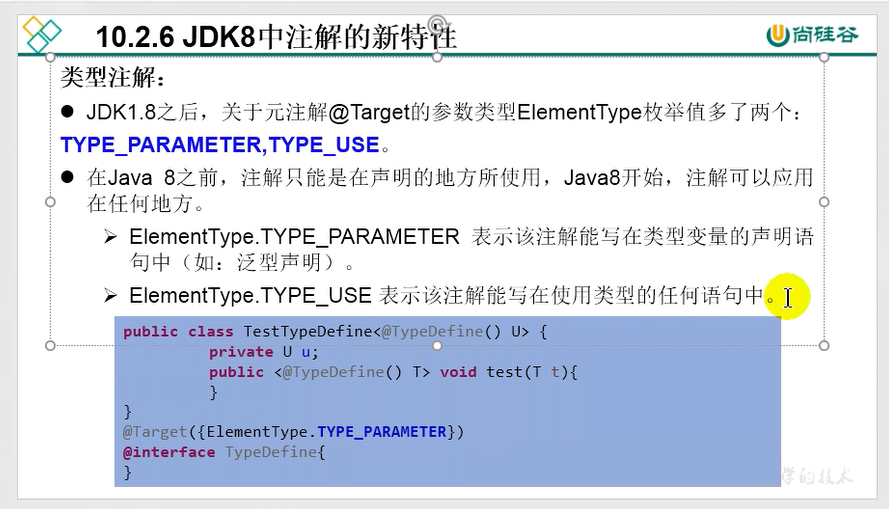 10.2.6 JDK8中注解的新特性
尚硅谷
类型注解：
● JDK1.8之后，关于元注解@Target的参数类型ElementType枚举值多了两个：
TYPE_PARAMETER,TYPE_USE。
● 在Java 8之前，注解只能是在声明的地方所使用，Java8开始，注解可以应用
在任何地方。
➢ ElementType.TYPE_PARAMETER 表示该注解能写在类型变量的声明语
句中（如：泛型声明）。
➢ ElementType.TYPE_USE 表示该注解能写在使用类型的任何语句中。
public class TestTypeDefine<@TypeDefine() U> {
private U u;
public <@TypeDefine() T> void test(T t){
}
}
@Target({ElementType.TYPE_PARAMETER})
@interface TypeDefine{
}
学的技术